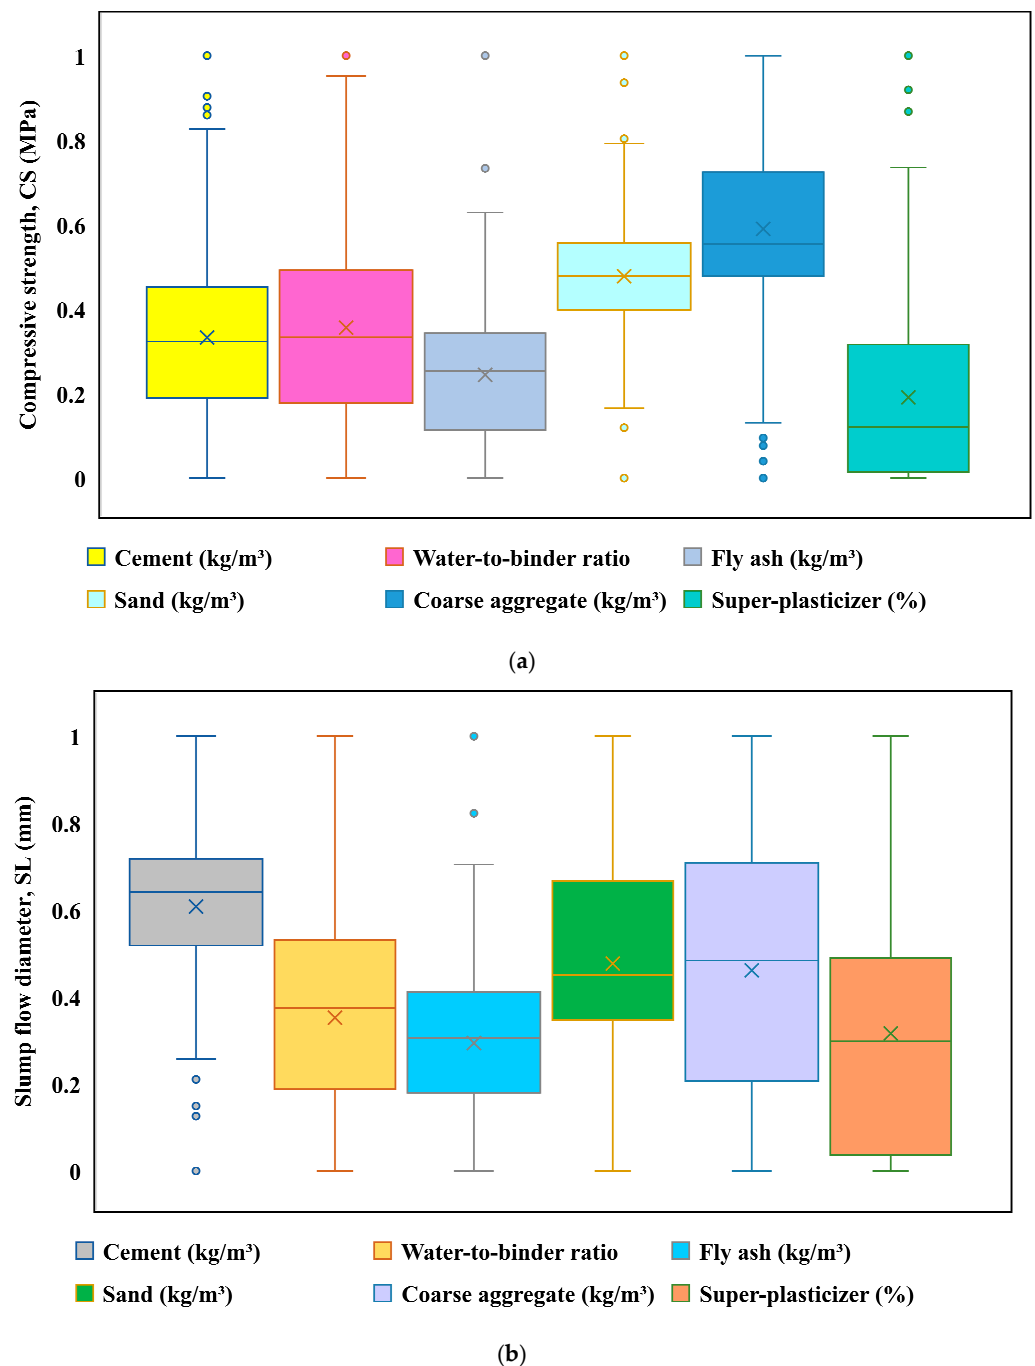 Compressive strength, CS (MPa)
1
0.8
0.6
0.4
0.2
0
Cement (kg/m³)
Water-to-binder ratio
Fly ash (kg/m³)
Sand (kg/m³)
Coarse aggregate (kg/m³)
Super-plasticizer (%)
(a)
Slump flow diameter, SL (mm)
1
0.8
0.6
0.4
0.2
0
Cement (kg/m³)
Water-to-binder ratio
Fly ash (kg/m³)
Sand (kg/m³)
Coarse aggregate (kg/m³)
Super-plasticizer (%)
(b)